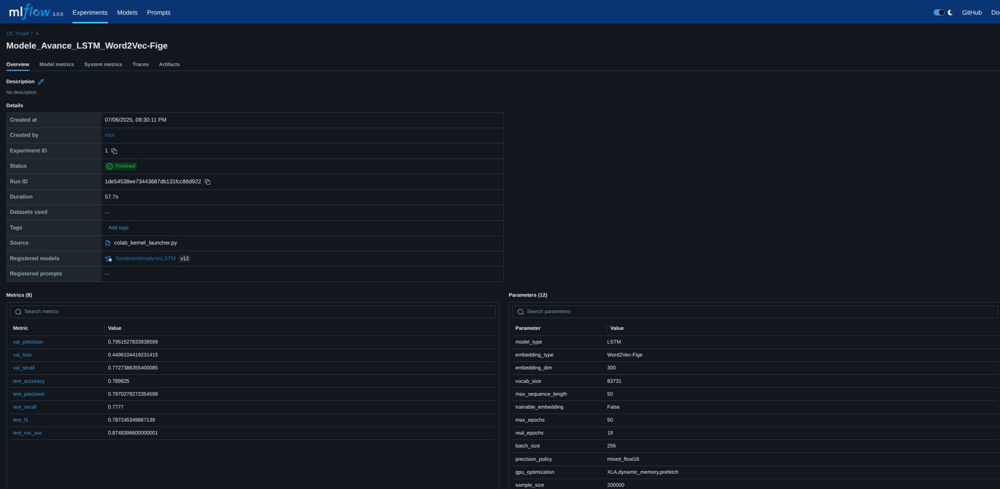 mlflow 3.0.0 Experiments Models Prompts GitHub
OC Projet 7 ›
Modele_Avance_LSTM_Word2Vec-Fige
Overview Model metrics System metrics Traces Artifacts
Description
No description
Details
Created at 07/06/2025, 09:30:11 PM
Created by root
Experiment ID 1
Status Finished
Run ID 1de54538ee73443687db131fcc86d922
Duration 57.7s
Datasets used —
Tags Add tags
Source colab_kernel_launcher.py
Registered models SentimentAnalysisLSTM v12
Registered prompts —
Metrics (8) Parameters (12)
Search metrics Search parameters
Metric Value Parameter Value
val_precision 0.7951527833938599 model_type LSTM
val_loss 0.4496104419231415 embedding_type Word2Vec-Fige
val_recall 0.7727386355400085 embedding_dim 300
test_accuracy 0.789825 vocab_size 83731
test_precision 0.7970279272354599 max_sequence_length 50
test_recall 0.7777 trainable_embedding False
test_f1 0.787245349867139 max_epochs 50
test_roc_auc 0.8748396600000001 real_epochs 19
batch_size 256
precision_policy mixed_float16
gpu_optimization XLA,dynamic_memory,prefetch
sample_size 200000